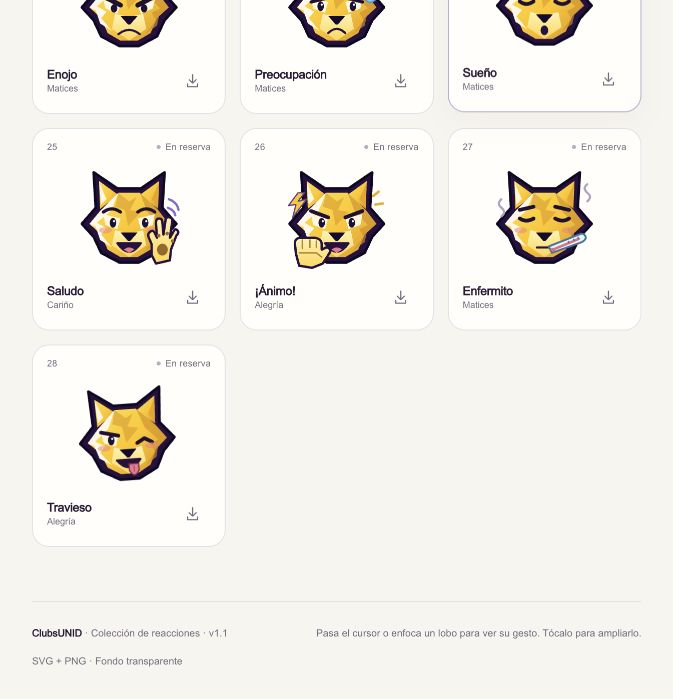 Enojo
Matices
Preocupación
Matices
Sueño
Matices
25
En reserva
Saludo
Cariño
26
En reserva
¡Ánimo!
Alegría
27
En reserva
Enfermito
Matices
28
En reserva
Travieso
Alegría
ClubsUNID · Colección de reacciones · v1.1
Pasa el cursor o enfoca un lobo para ver su gesto. Tócalo para ampliarlo.
SVG + PNG · Fondo transparente